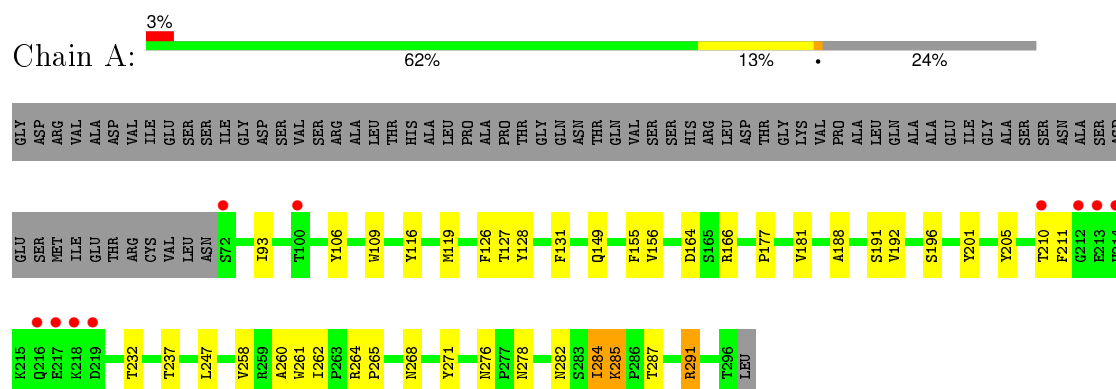 3%
Chain A:
62% 13% • 24%
GLY ASP ARG VAL ALA ASP VAL ILE GLU SER SER ILE GLY ASP SER VAL SER ARG ALA LEU THR HIS ALA LEU PRO ALA PRO THR GLY GLN ASN THR GLN VAL SER SER HIS ARG LEU ASP THR GLY LYS VAL PRO ALA LEU GLN ALA ALA GLU ILE GLY ALA SER SER ASN ALA SER
GLU SER MET ILE GLU THR ARG CYS VAL LEU ASN S72 I93 T100 Y106 W109 Y116 M119 F126 T127 Y128 F131 Q149 F155 V156 D164 S165 R166 P177 V181 A188 S191 V192 S196 Y201 Y205 T210 F211 G212 E213
K215 Q216 E217 K218 D219 T232 T237 L247 V258 R259 A260 W261 I262 P263 R264 P265 N268 Y271 N276 P277 N278 N282 S283 I284 K285 P286 T287 R291 T296 LEU